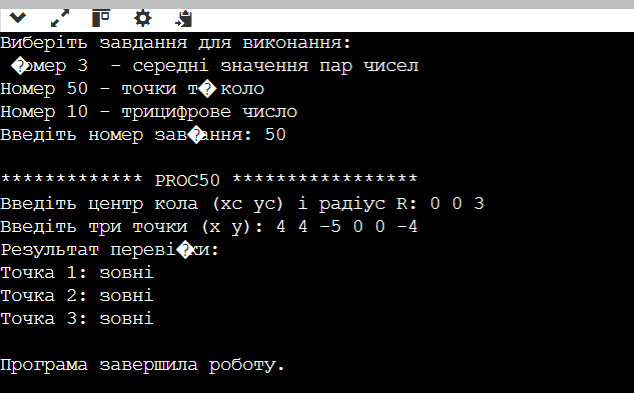 Виберіть завдання для виконання:
�омер 3  - середні значення пар чисел
Номер 50 - точки т� коло
Номер 10 - трицифрове число
Введіть номер зав�ання: 50
************* PROC50 *****************
Введіть центр кола (xc yc) і радіус R: 0 0 3
Введіть три точки (x y): 4 4 -5 0 0 -4
Результат переві�ки:
Точка 1: зовні
Точка 2: зовні
Точка 3: зовні
Програма завершила роботу.